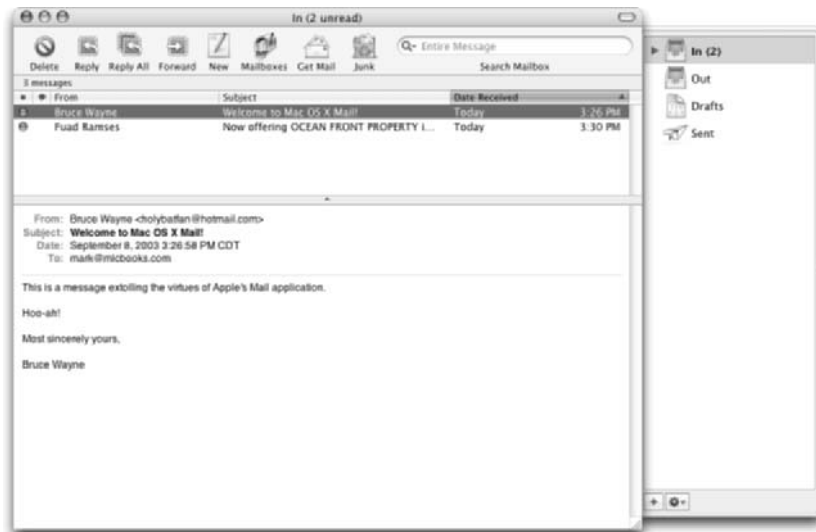 In (2 unread)
Delete Reply Reply All Forward New Mailboxes Get Mail Junk Search Mailbox
Entire Message
3 messages
From Subject Date Received
Bruce Wayne Welcome to Mac OS X Mail! Today 3:26 PM
Fuad Ramses Now offering OCEAN FRONT PROPERTY i... Today 3:30 PM
From: Bruce Wayne <holybatfan@hotmail.com>
Subject: Welcome to Mac OS X Mail!
Date: September 8, 2003 3:26:58 PM CDT
To: mark@micbooks.com
This is a message extolling the virtues of Apple's Mail application.
Hoo-ah!
Most sincerely yours,
Bruce Wayne
In (2)
Out
Drafts
Sent